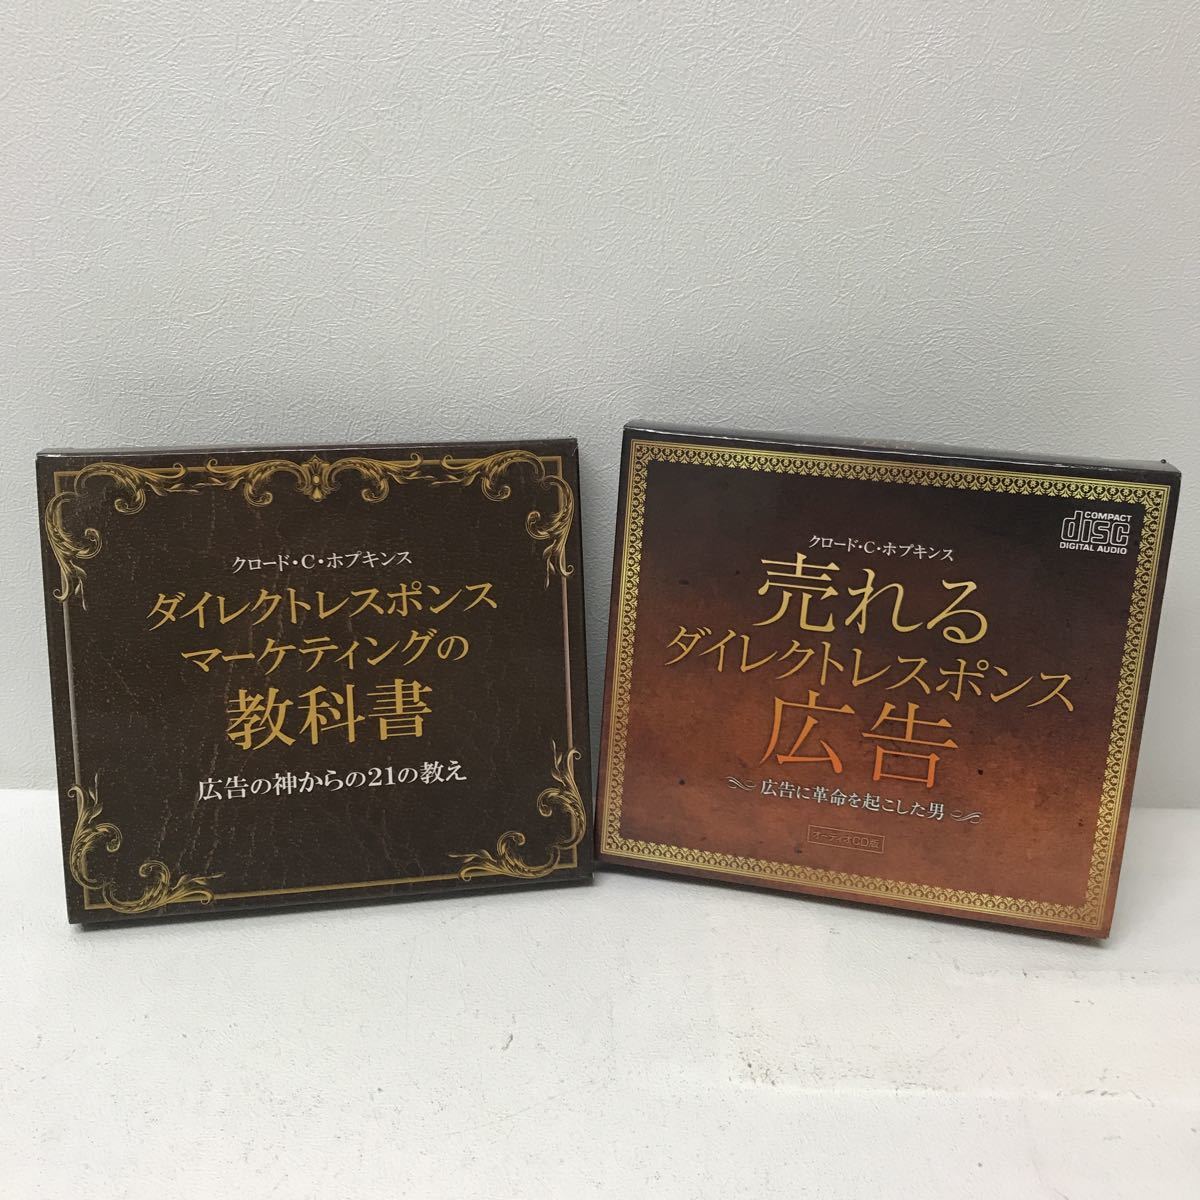 クロード・C・ホプキンス
ダイレクトレスポンス
マーケティングの
教科書
広告の神からの21の教え
COMPACT
disc
DIGITAL AUDIO
クロード・C・ホプキンス
売れる
ダイレクトレスポンス
広告
広告に革命を起こした男
オーディオCD版